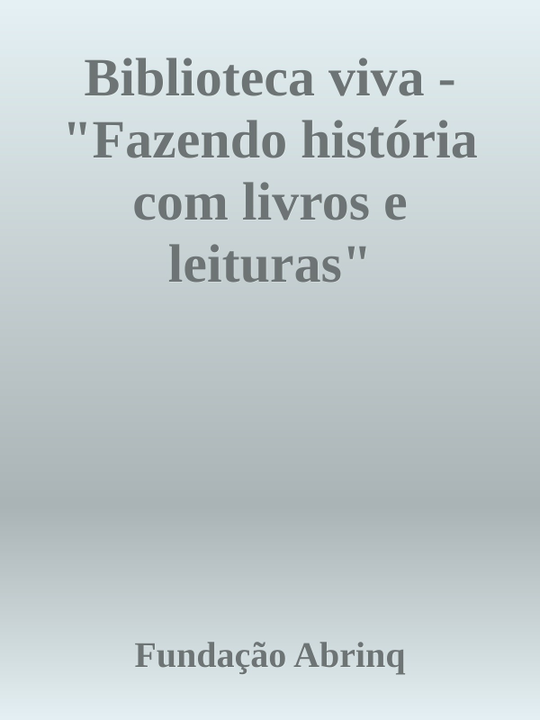 Biblioteca viva -
"Fazendo história
com livros e
leituras"
Fundação Abrinq